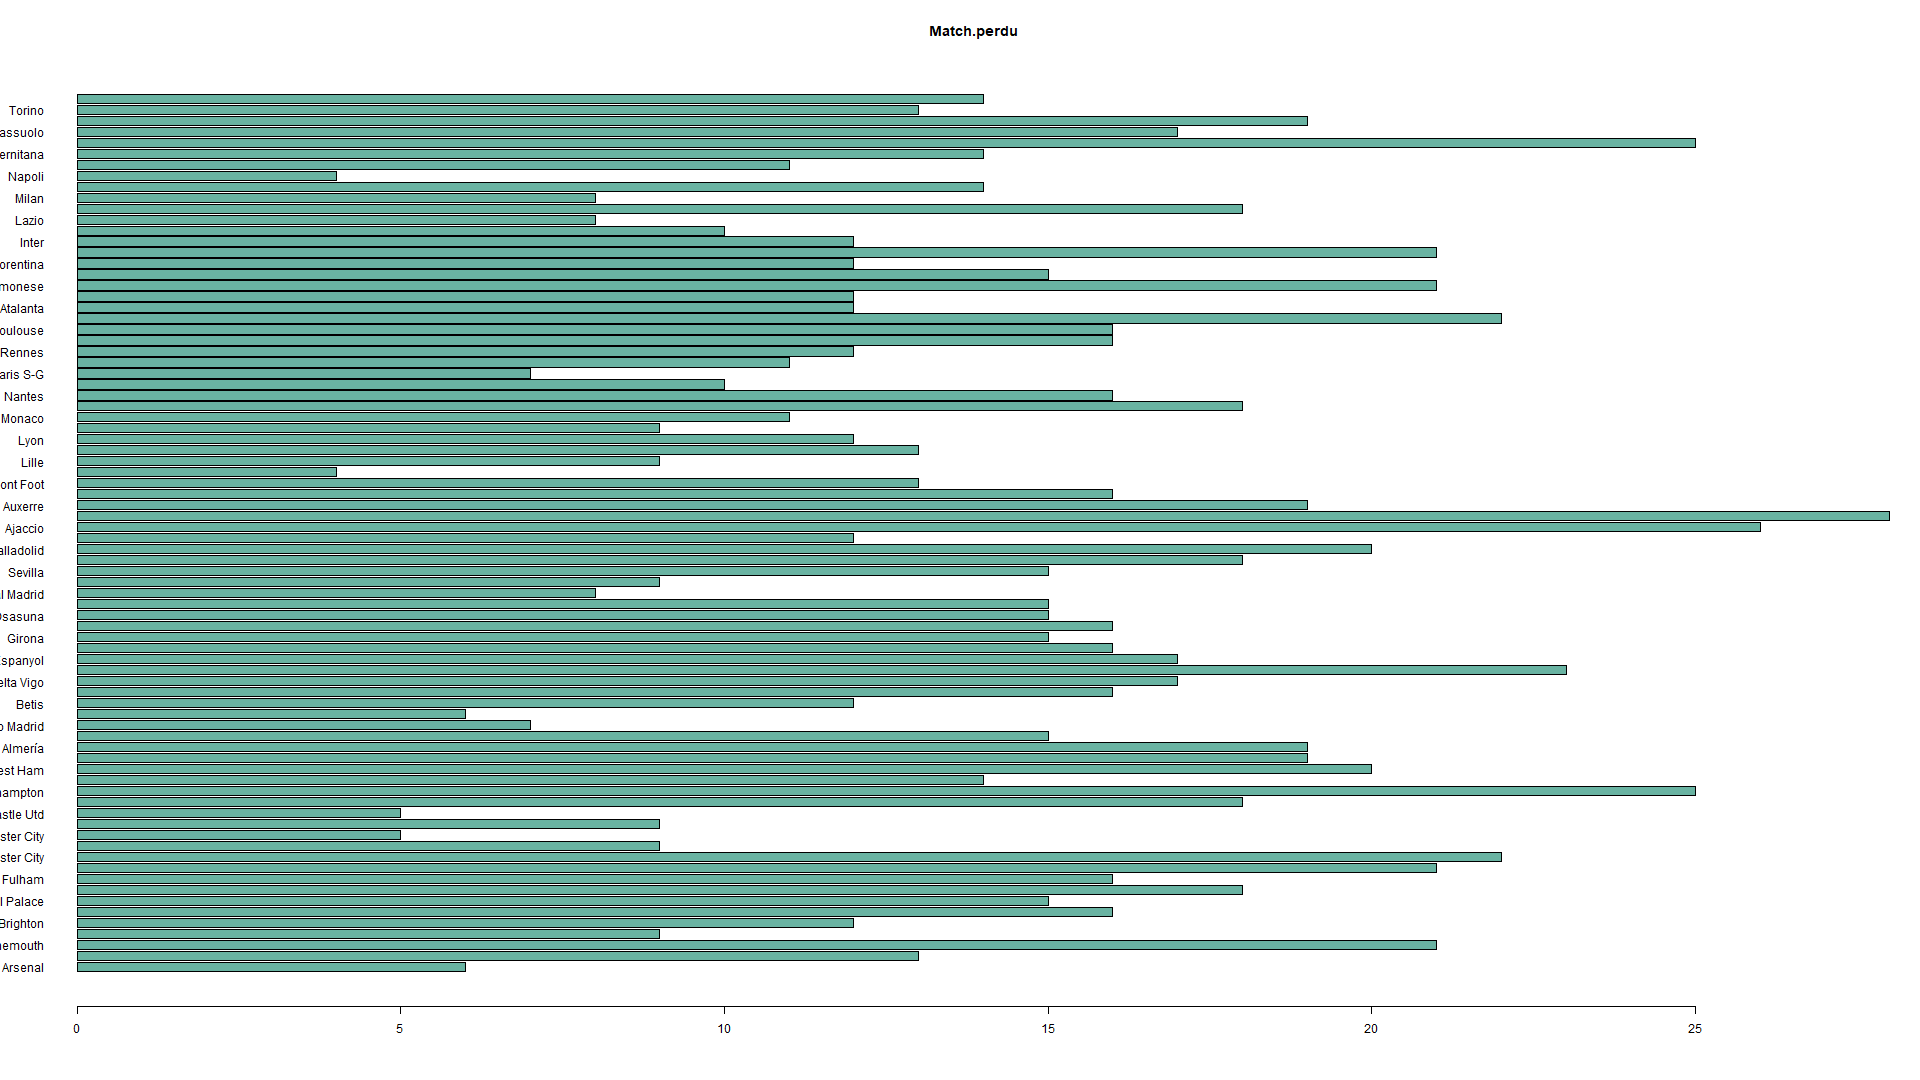 Match.perdu
Torino
assuolo
ernitana
Napoli
Milan
Lazio
Inter
orentina
monese
Atalanta
oulouse
Rennes
aris S-G
Nantes
Monaco
Lyon
Lille
ont Foot
Auxerre
Ajaccio
alladolid
Sevilla
l Madrid
Osasuna
Girona
Espanyol
elta Vigo
Betis
o Madrid
Almería
est Ham
hampton
astle Utd
ster City
ster City
Fulham
l Palace
Brighton
nemouth
Arsenal
0 5 10 15 20 25